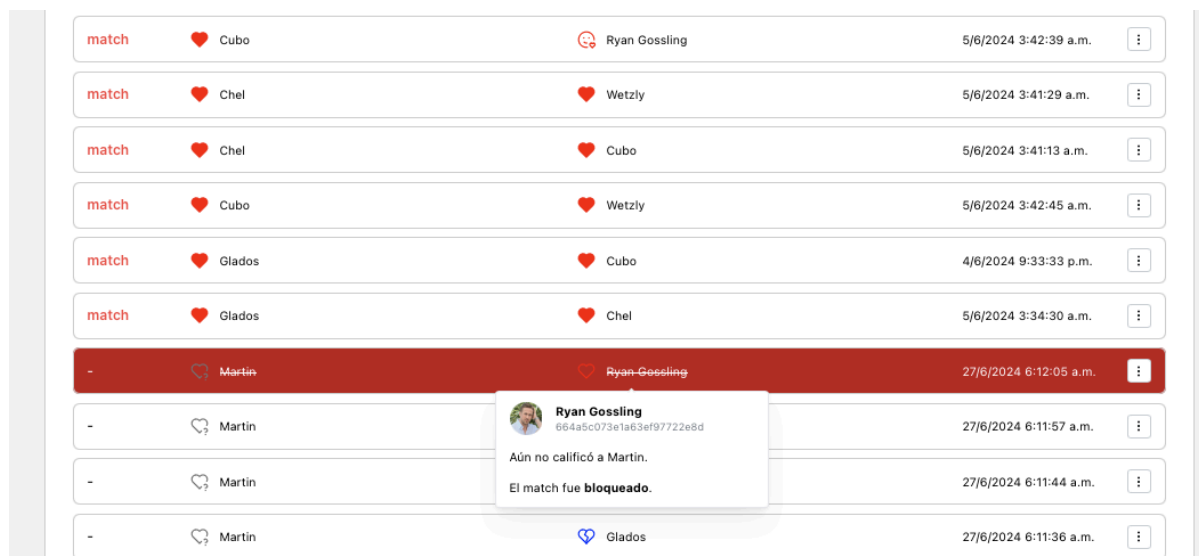 match Cubo Ryan Gossling 5/6/2024 3:42:39 a.m.
match Chel Wetzly 5/6/2024 3:41:29 a.m.
match Chel Cubo 5/6/2024 3:41:13 a.m.
match Cubo Wetzly 5/6/2024 3:42:45 a.m.
match Glados Cubo 4/6/2024 9:33:33 p.m.
match Glados Chel 5/6/2024 3:34:30 a.m.
- Martin Ryan Gossling 27/6/2024 6:12:05 a.m.
Ryan Gossling
664a5c073e1a63ef97722e8d
Aún no calificó a Martin.
El match fue bloqueado.
- Martin 27/6/2024 6:11:57 a.m.
- Martin 27/6/2024 6:11:44 a.m.
- Martin Glados 27/6/2024 6:11:36 a.m.